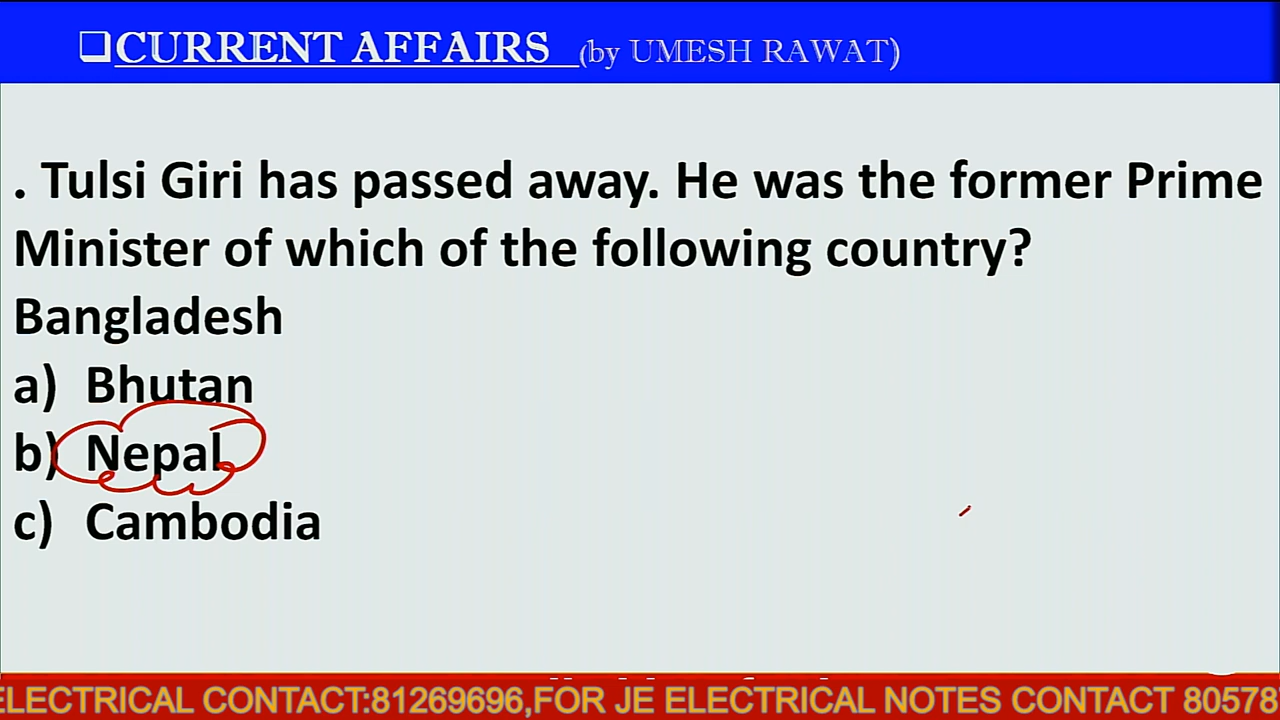 ❑CURRENT AFFAIRS (by UMESH RAWAT)
. Tulsi Giri has passed away. He was the former Prime
Minister of which of the following country?
Bangladesh
a) Bhutan
b) Nepal
c) Cambodia
ELECTRICAL CONTACT:81269696,FOR JE ELECTRICAL NOTES CONTACT 80578